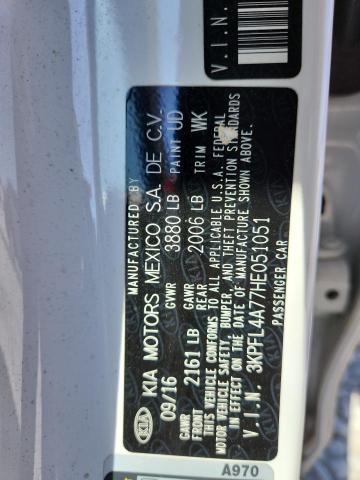 MANUFACTURED BY
KIA KIA MOTORS MEXICO S.A. DE C.V.
09/16 GVWR 3880 LB PAINT UD
GAWR FRONT 2161 LB GAWR REAR 2006 LB TRIM WK
THIS VEHICLE CONFORMS TO ALL APPLICABLE U.S.A. FEDERAL
MOTOR VEHICLE SAFETY, BUMPER, AND THEFT PREVENTION STANDARDS
IN EFFECT ON THE DATE OF MANUFACTURE SHOWN ABOVE.
V.I.N. 3KPFL4A77HE051051
PASSENGER CAR
V.I.N.
A970